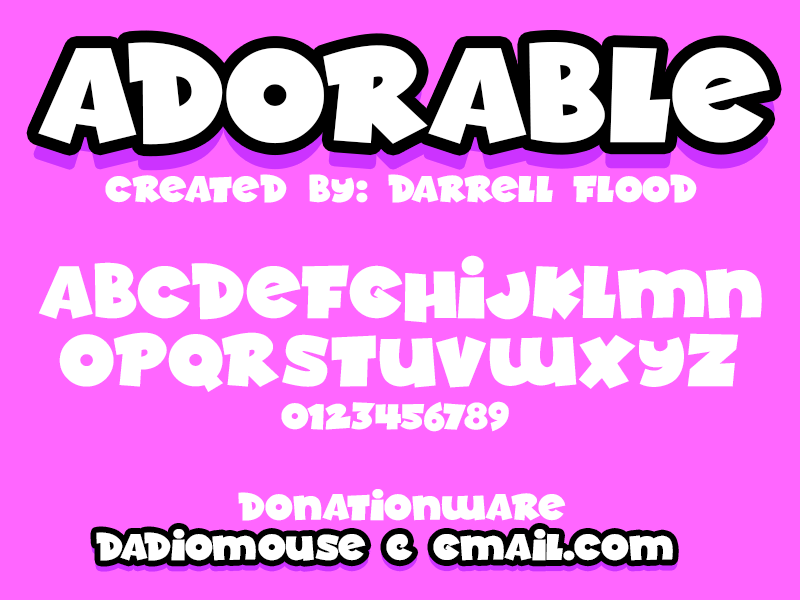 ADORABLE
CREATED BY: DARRELL FLOOD
ABCDEFGHIJKLMN
OPQRSTUVWXYZ
0123456789
DONATIONWARE
DADIOMOUSE @ GMAIL.COM